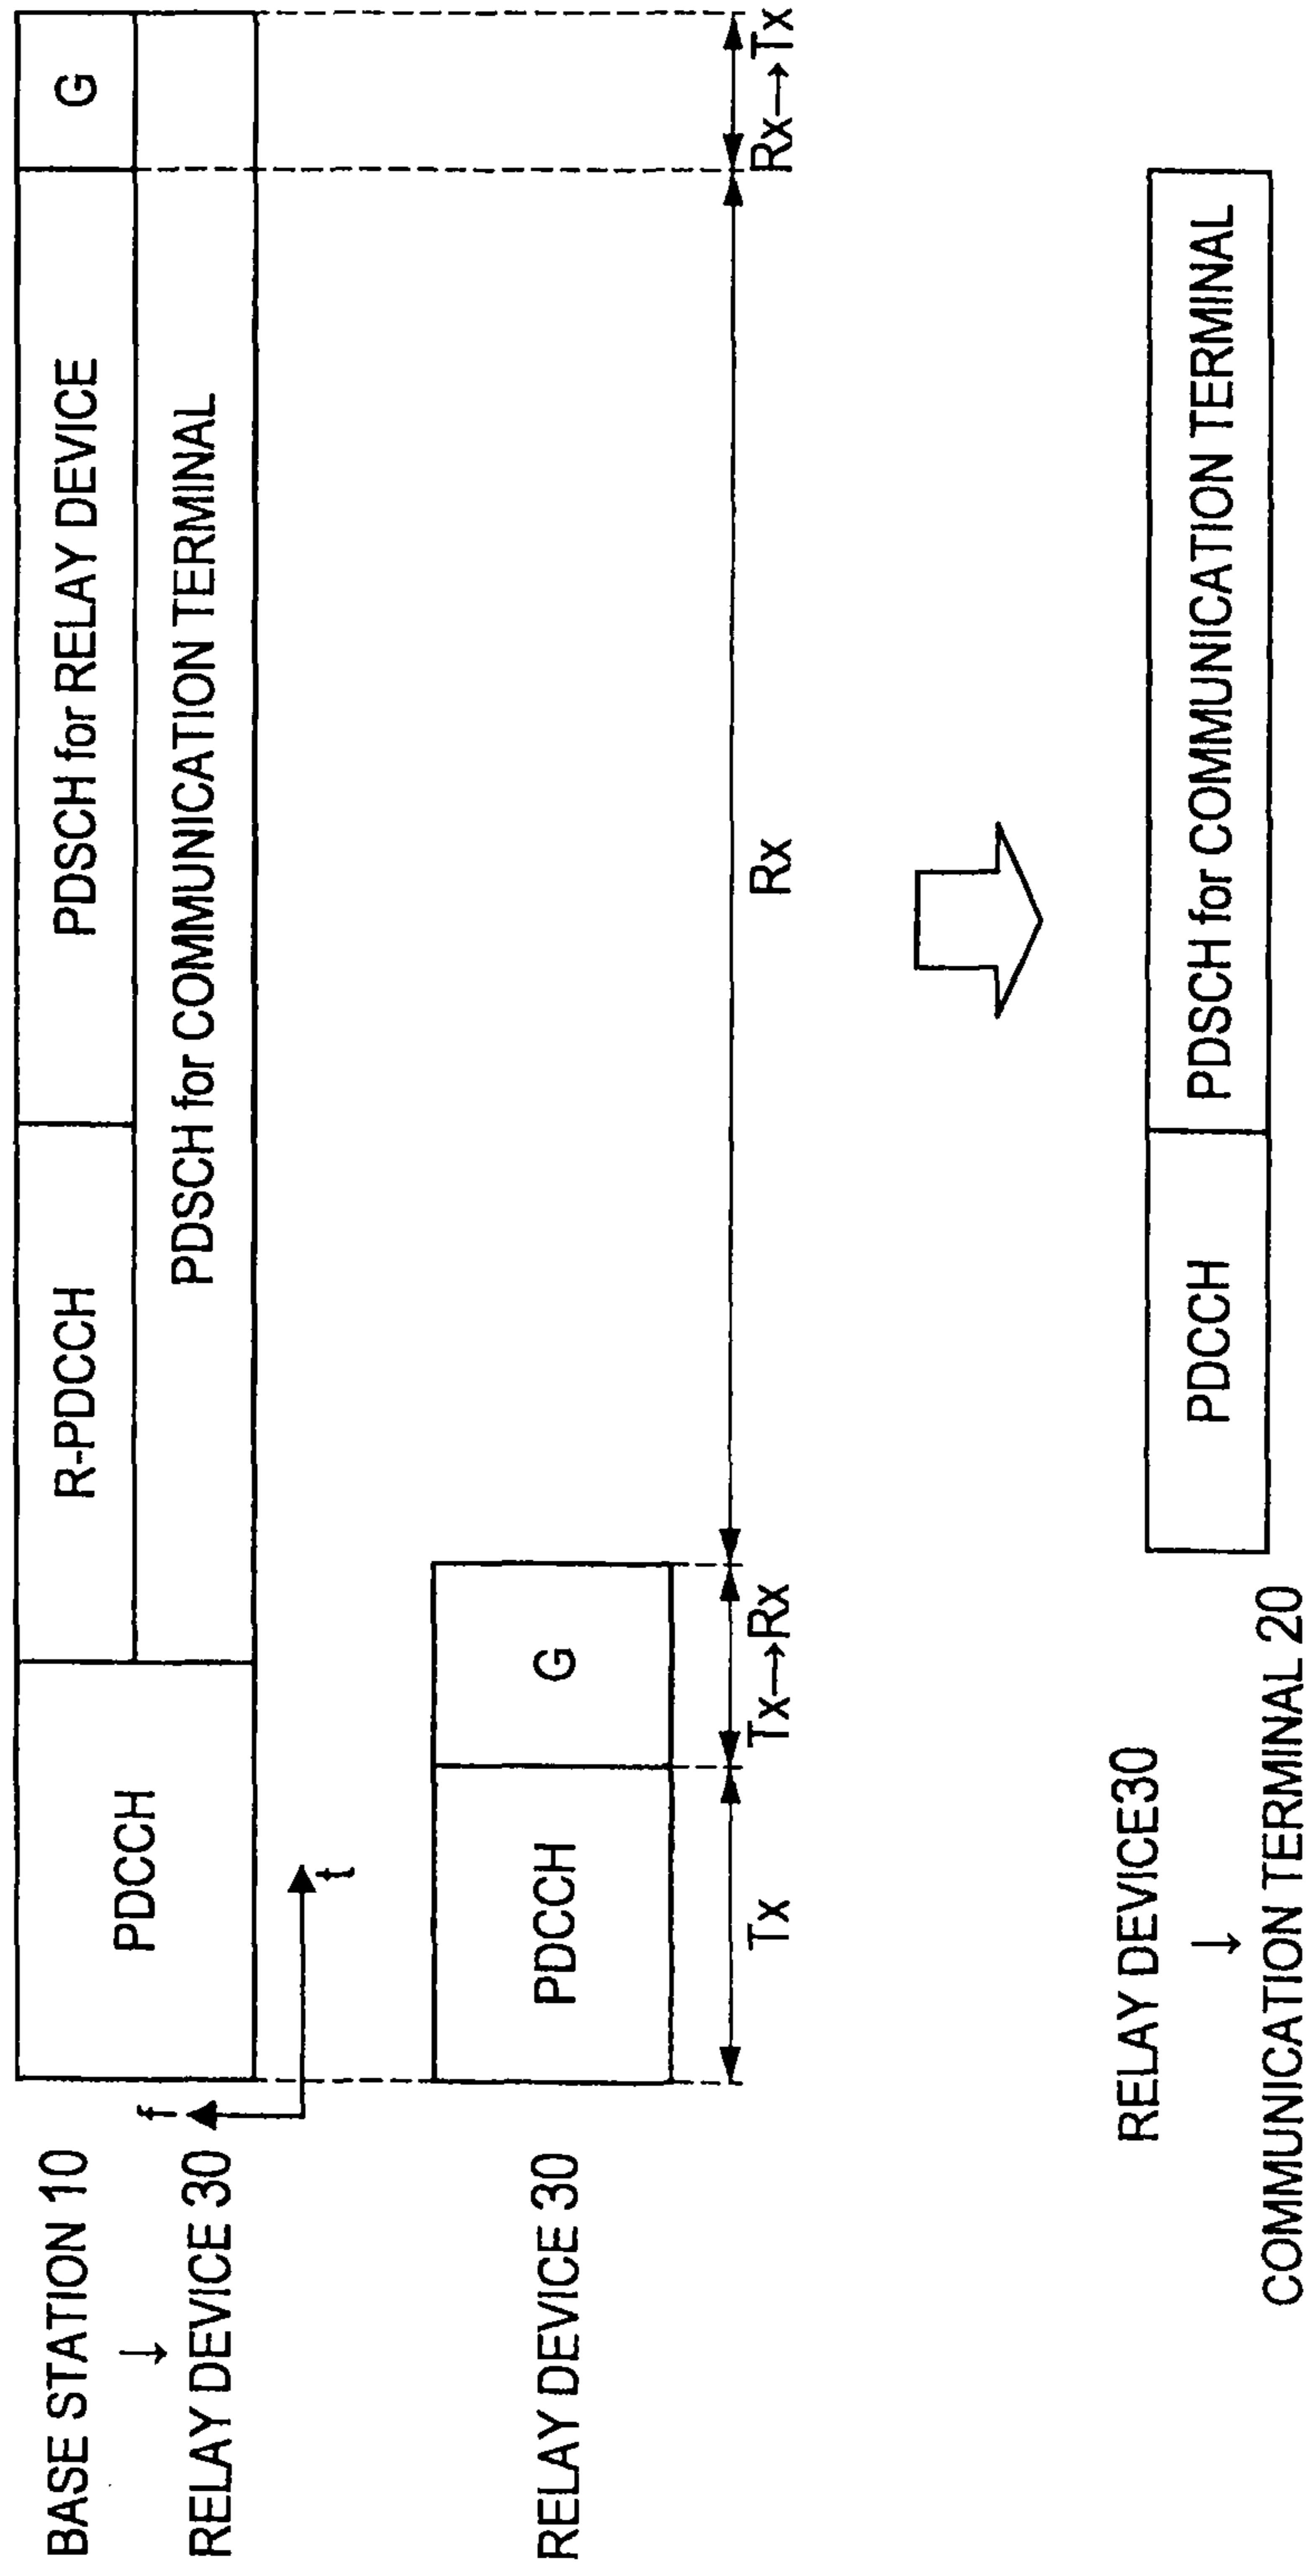 BASE STATION 10
↓
RELAY DEVICE 30
PDCCH
R-PDCCH
PDSCH for RELAY DEVICE
G
PDSCH for COMMUNICATION TERMINAL
f
t
RELAY DEVICE 30
PDCCH
G
Tx
Tx→Rx
Rx
Rx→Tx
RELAY DEVICE30
↓
COMMUNICATION TERMINAL 20
PDCCH
PDSCH for COMMUNICATION TERMINAL